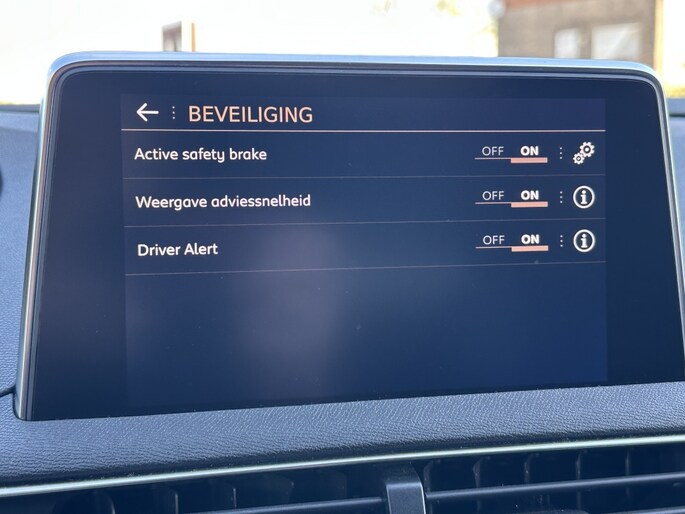 BEVEILIGING
Active safety brake OFF ON
Weergave adviessnelheid OFF ON
Driver Alert OFF ON